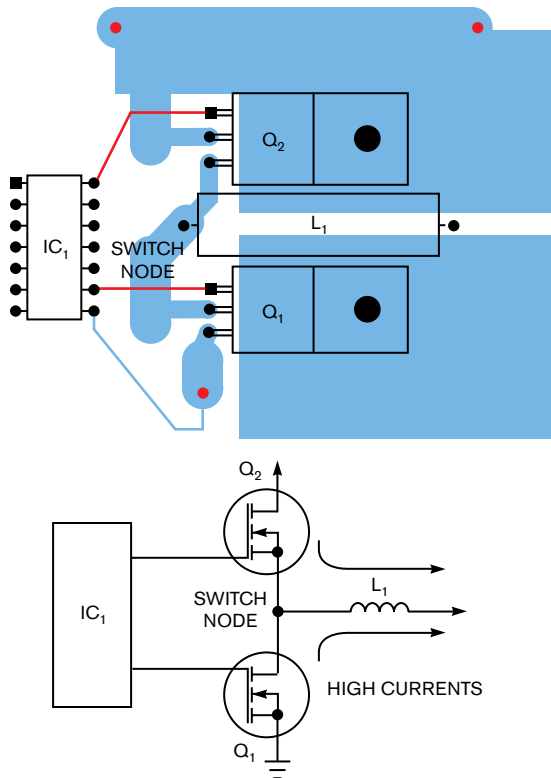 Q2
IC1
SWITCH
NODE
L1
Q1
Q2
IC1
SWITCH
NODE
L1
HIGH CURRENTS
Q1